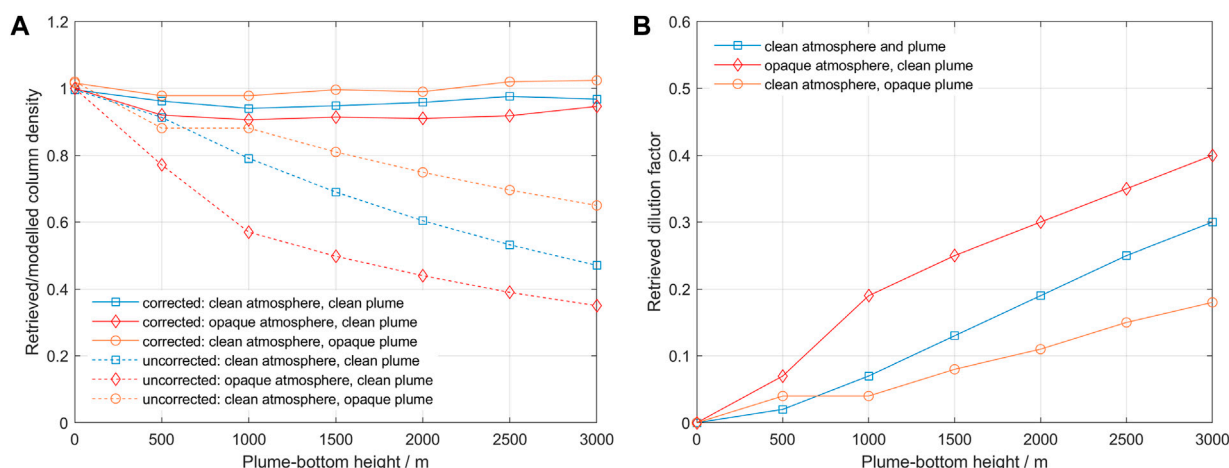 A
Retrieved/modelled column density
1.2
1
0.8
0.6
0.4
0.2
0
corrected: clean atmosphere, clean plume
corrected: opaque atmosphere, clean plume
corrected: clean atmosphere, opaque plume
uncorrected: clean atmosphere, clean plume
uncorrected: opaque atmosphere, clean plume
uncorrected: clean atmosphere, opaque plume
0 500 1000 1500 2000 2500 3000
Plume-bottom height / m
B
Retrieved dilution factor
0.6
0.5
0.4
0.3
0.2
0.1
0
clean atmosphere and plume
opaque atmosphere, clean plume
clean atmosphere, opaque plume
0 500 1000 1500 2000 2500 3000
Plume-bottom height / m